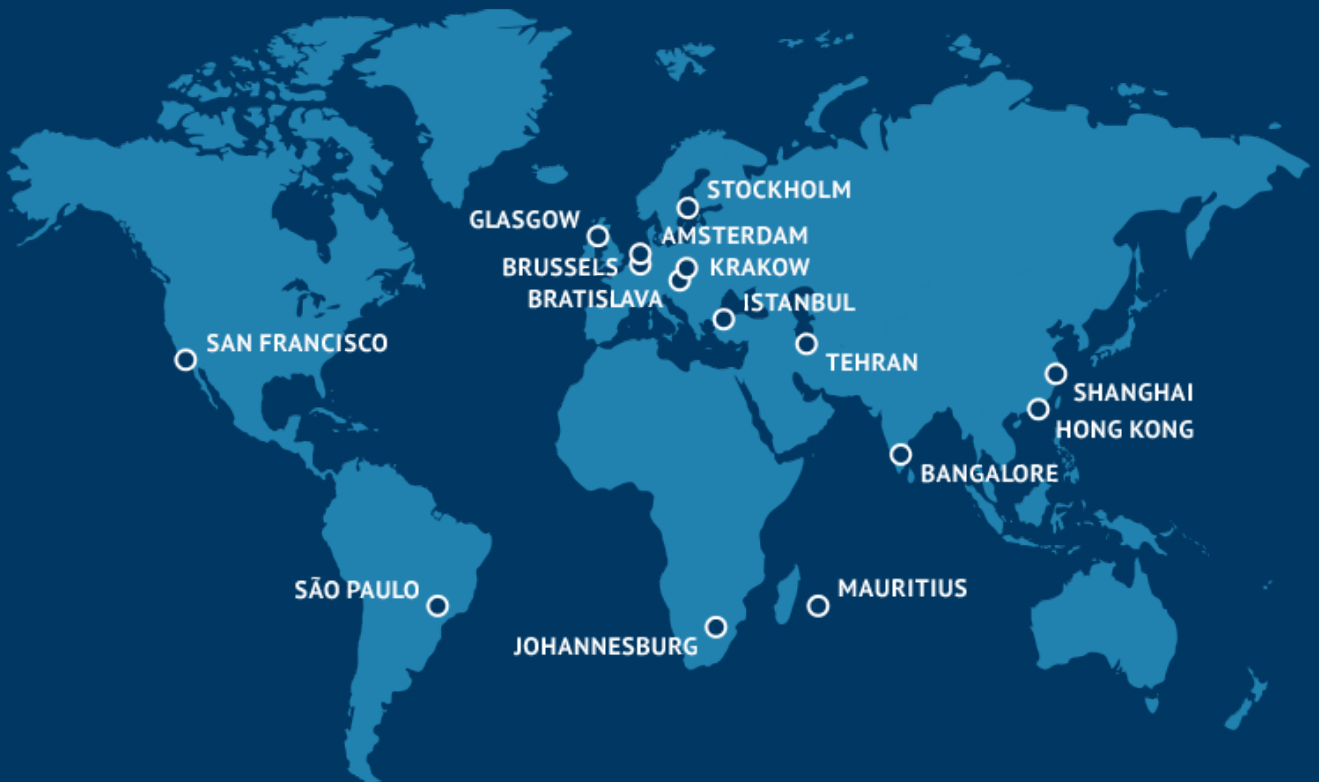 STOCKHOLM
GLASGOW
AMSTERDAM
BRUSSELS
KRAKOW
BRATISLAVA
ISTANBUL
SAN FRANCISCO
TEHRAN
SHANGHAI
HONG KONG
BANGALORE
SÃO PAULO
MAURITIUS
JOHANNESBURG